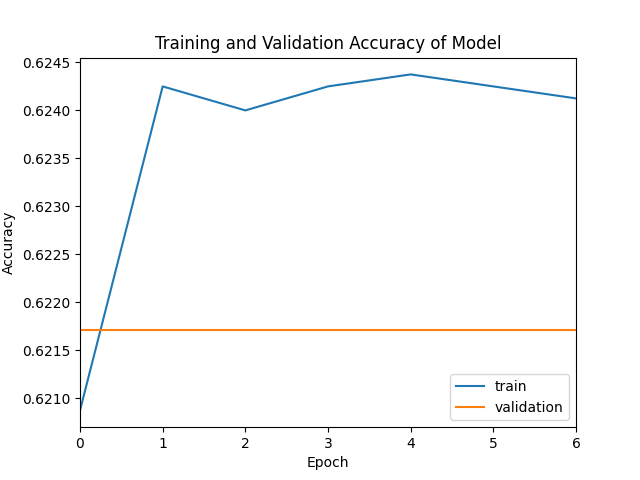 Training and Validation Accuracy of Model
0.6245
0.6240
0.6235
0.6230
0.6225
0.6220
0.6215
0.6210
Accuracy
train
validation
0 1 2 3 4 5 6
Epoch